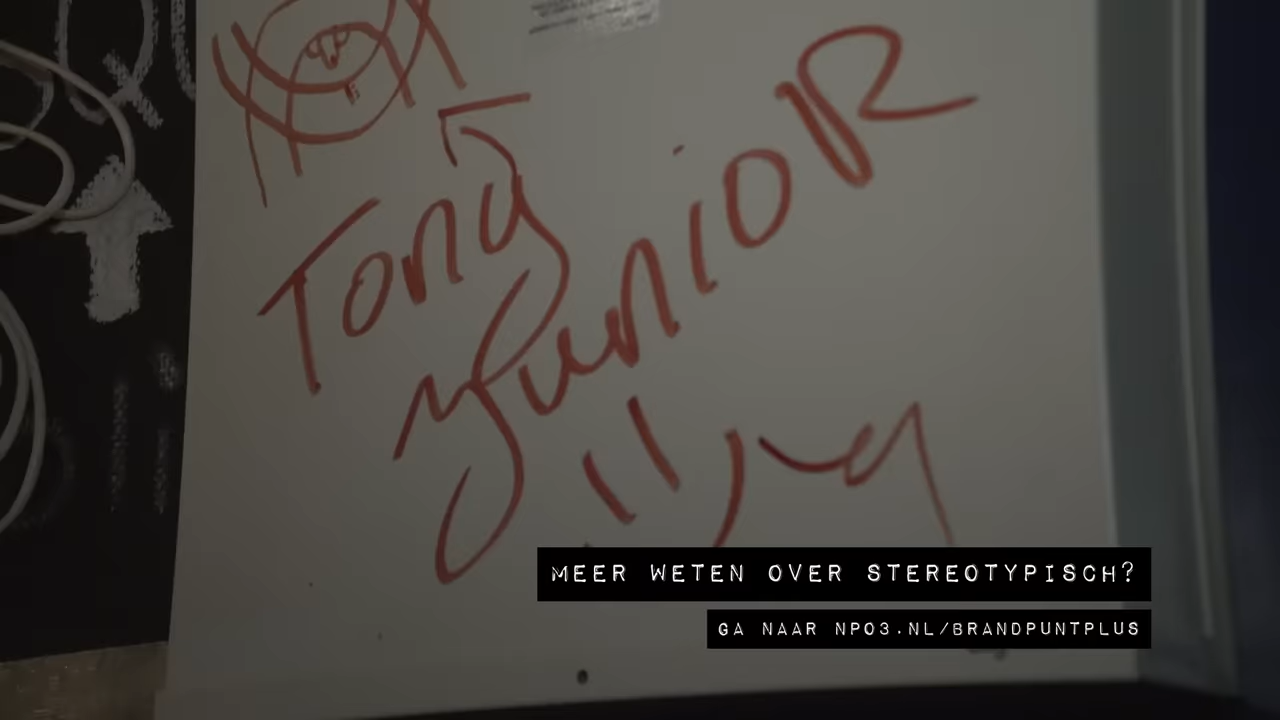 Tony
JunioR
MEER WETEN OVER STEREOTYPISCH?
GA NAAR NPO3.NL/BRANDPUNTPLUS